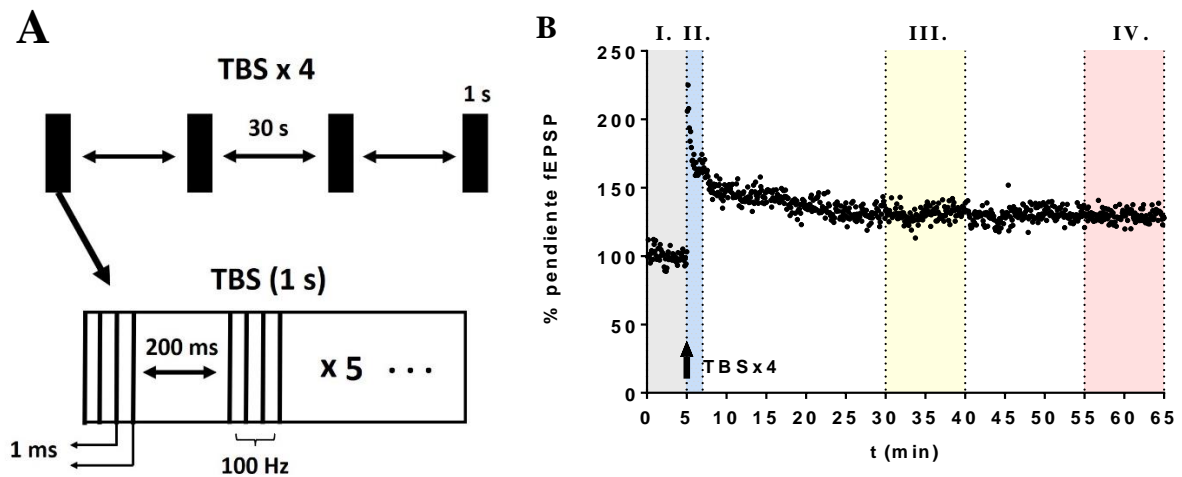 A
TBS x 4
1 s
30 s
TBS (1 s)
200 ms
x 5 ...
1 ms
100 Hz
B
I. II. III. IV.
250
200
150
100
50
0
% pendiente fEPSP
TBSx4
0 5 10 15 20 25 30 35 40 45 50 55 60 65
t (min)